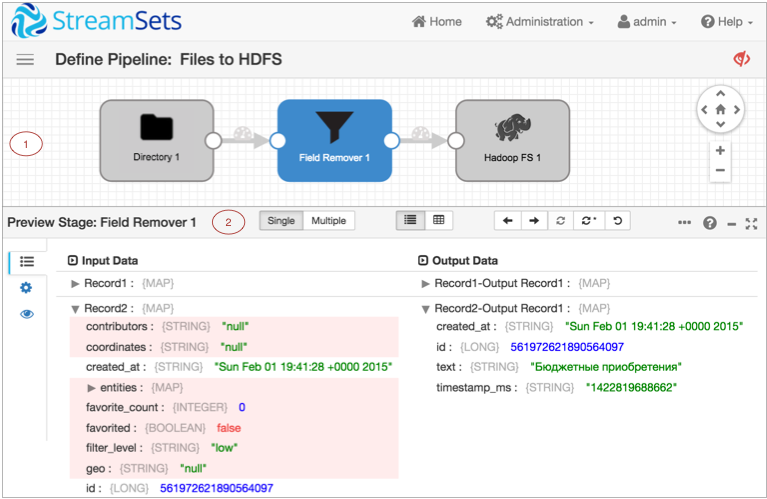 StreamSets
Home Administration admin Help
Define Pipeline: Files to HDFS
1
Directory 1
Field Remover 1
Hadoop FS 1
Preview Stage: Field Remover 1
2
Single Multiple
Input Data
Output Data
Record1 : {MAP}
Record1-Output Record1 : {MAP}
Record2 : {MAP}
Record2-Output Record1 : {MAP}
contributors : {STRING} "null"
created_at : {STRING} "Sun Feb 01 19:41:28 +0000 2015"
coordinates : {STRING} "null"
id : {LONG} 561972621890564097
created_at : {STRING} "Sun Feb 01 19:41:28 +0000 2015"
text : {STRING} "Бюджетные приобретения"
entities : {MAP}
timestamp_ms : {STRING} "1422819688662"
favorite_count : {INTEGER} 0
favorited : {BOOLEAN} false
filter_level : {STRING} "low"
geo : {STRING} "null"
id : {LONG} 561972621890564097